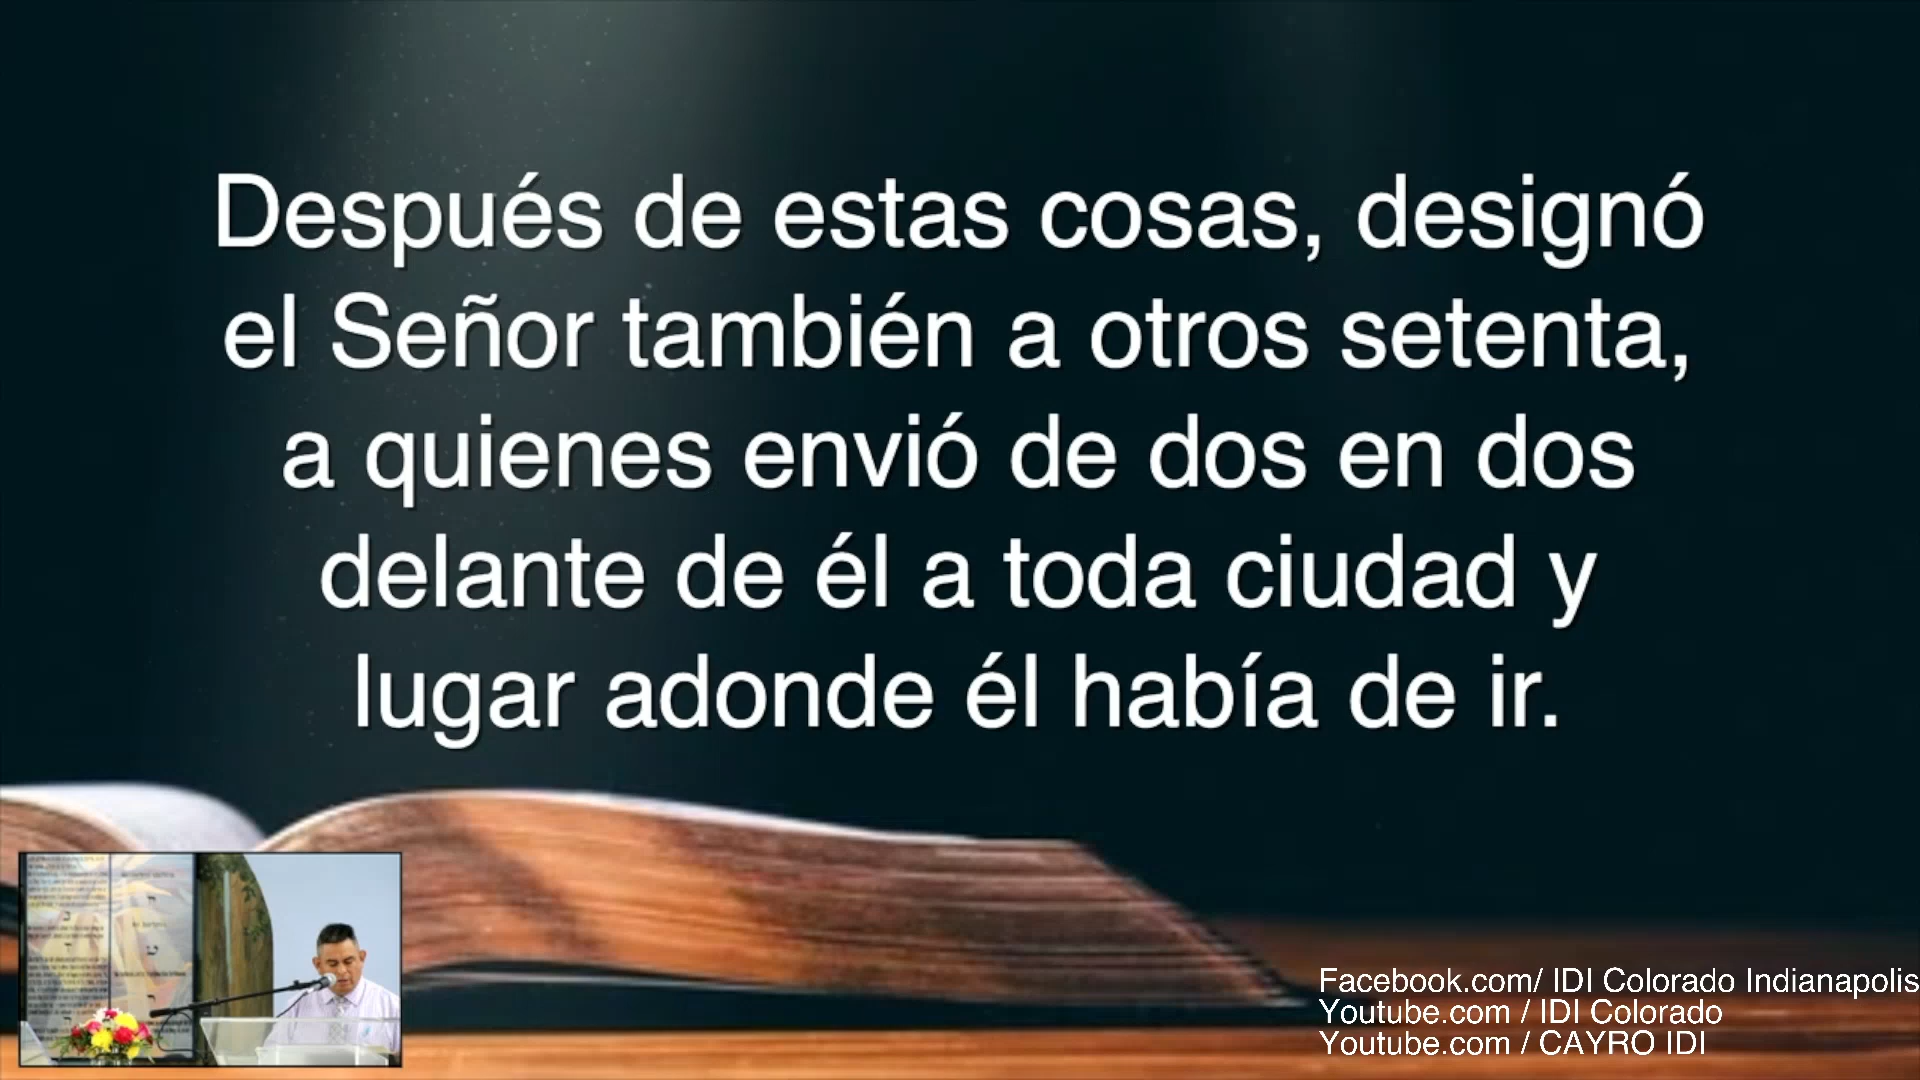 Después de estas cosas, designó
el Señor también a otros setenta,
a quienes envió de dos en dos
delante de él a toda ciudad y
lugar adonde él había de ir.
Facebook.com/ IDI Colorado Indianapolis
Youtube.com / IDI Colorado
Youtube.com / CAYRO IDI